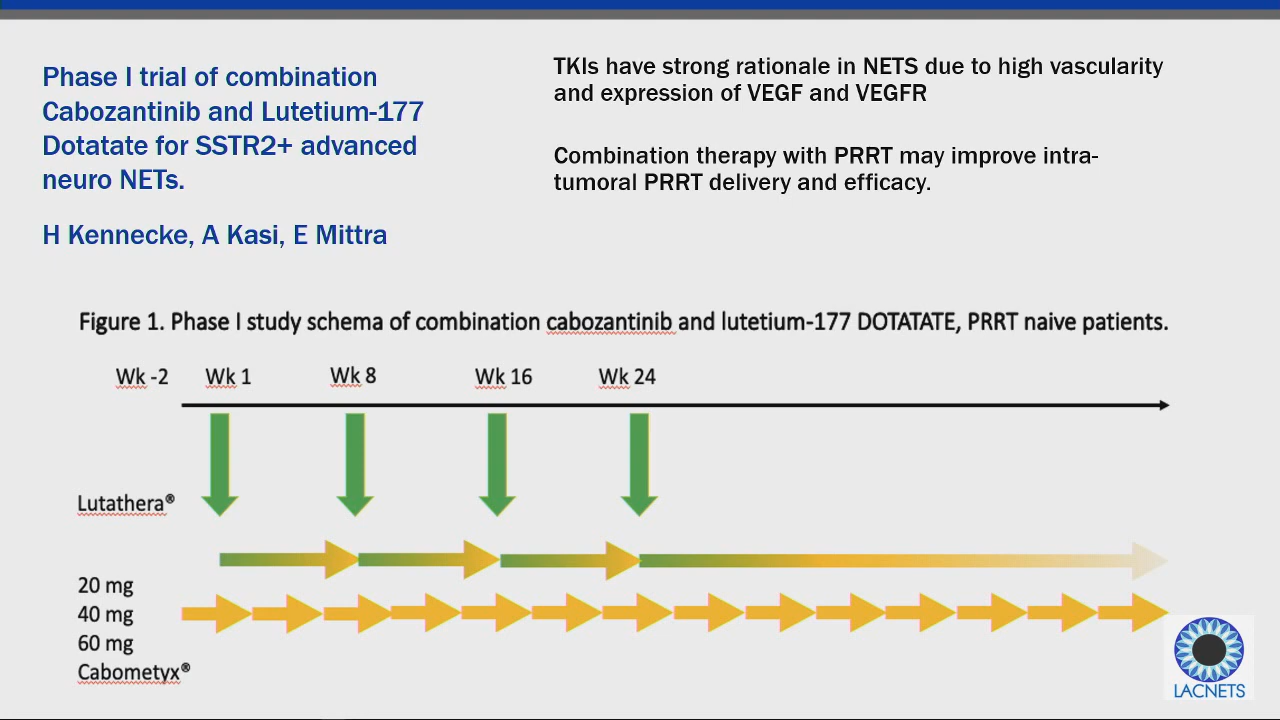 Phase I trial of combination
Cabozantinib and Lutetium-177
Dotatate for SSTR2+ advanced
neuro NETs.
H Kennecke, A Kasi, E Mittra
TKIs have strong rationale in NETS due to high vascularity
and expression of VEGF and VEGFR
Combination therapy with PRRT may improve intra-
tumoral PRRT delivery and efficacy.
Figure 1. Phase I study schema of combination cabozantinib and lutetium-177 DOTATATE, PRRT naive patients.
Wk -2 Wk 1 Wk 8 Wk 16 Wk 24
Lutathera®
20 mg
40 mg
60 mg
Cabometyx®
LACNETS